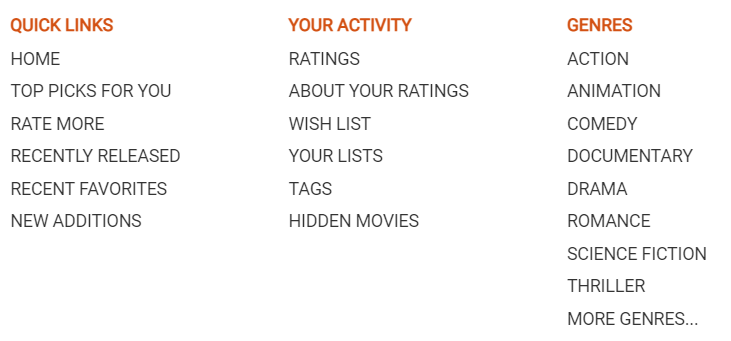 QUICK LINKS
HOME
TOP PICKS FOR YOU
RATE MORE
RECENTLY RELEASED
RECENT FAVORITES
NEW ADDITIONS
YOUR ACTIVITY
RATINGS
ABOUT YOUR RATINGS
WISH LIST
YOUR LISTS
TAGS
HIDDEN MOVIES
GENRES
ACTION
ANIMATION
COMEDY
DOCUMENTARY
DRAMA
ROMANCE
SCIENCE FICTION
THRILLER
MORE GENRES...